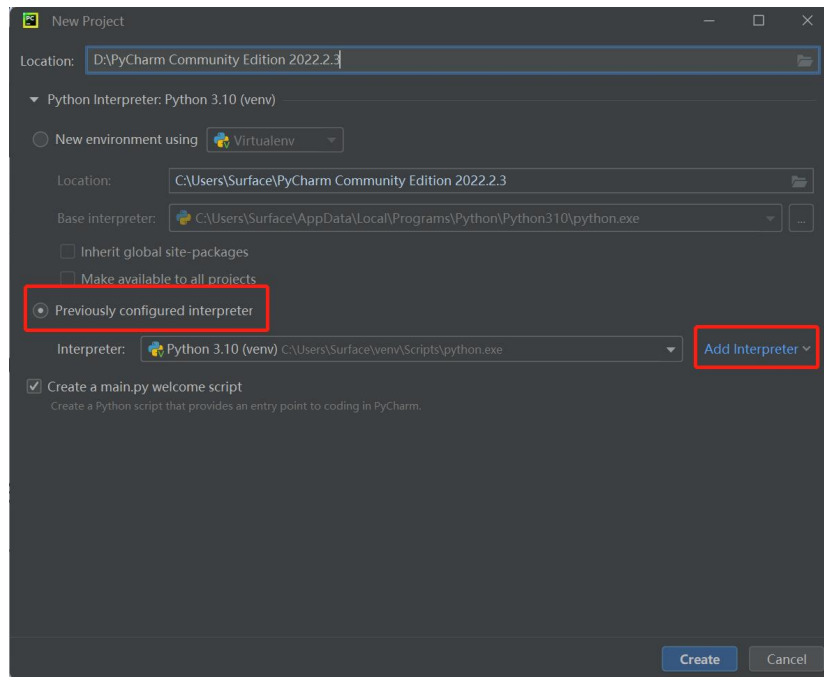 New Project
Location: D:\PyCharm Community Edition 2022.2.3
Python Interpreter: Python 3.10 (venv)
New environment using Virtualenv
Location: C:\Users\Surface\PyCharm Community Edition 2022.2.3
Base interpreter: C:\Users\Surface\AppData\Local\Programs\Python\Python310\python.exe ...
Inherit global site-packages
Make available to all projects
Previously configured interpreter
Interpreter: Python 3.10 (venv) C:\Users\Surface\venv\Scripts\python.exe Add Interpreter
Create a main.py welcome script
Create a Python script that provides an entry point to coding in PyCharm.
Create Cancel